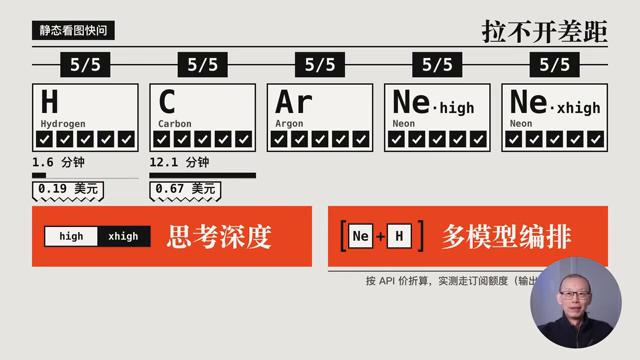 静态看图快问
拉不开差距
5/5
5/5
5/5
5/5
5/5
H
Hydrogen
C
Carbon
Ar
Argon
Ne·high
Neon
Ne·xhigh
Neon
1.6 分钟
12.1 分钟
0.19 美元
0.67 美元
high xhigh 思考深度
[Ne + H] 多模型编排
按 API 价折算，实测走订阅额度（输出